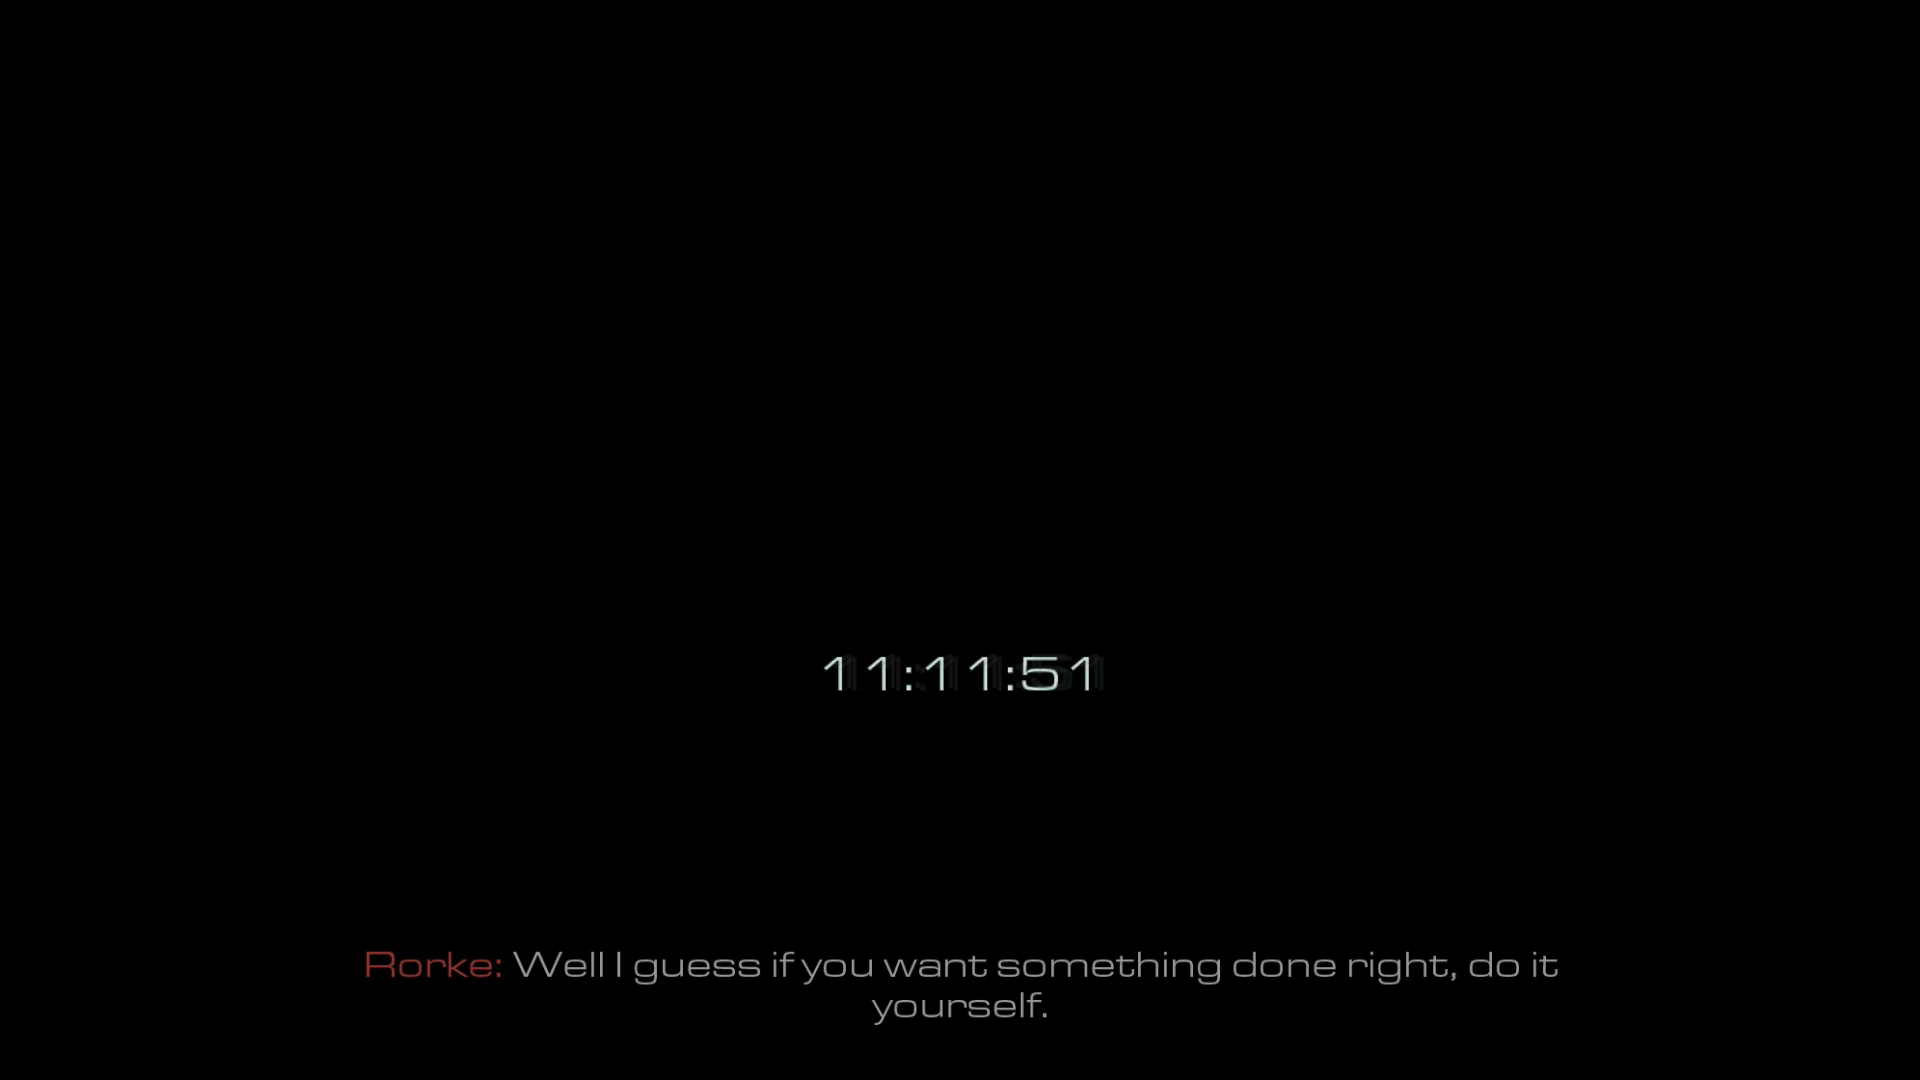 11:11:51
Rorke: Well I guess if you want something done right, do it
yourself.